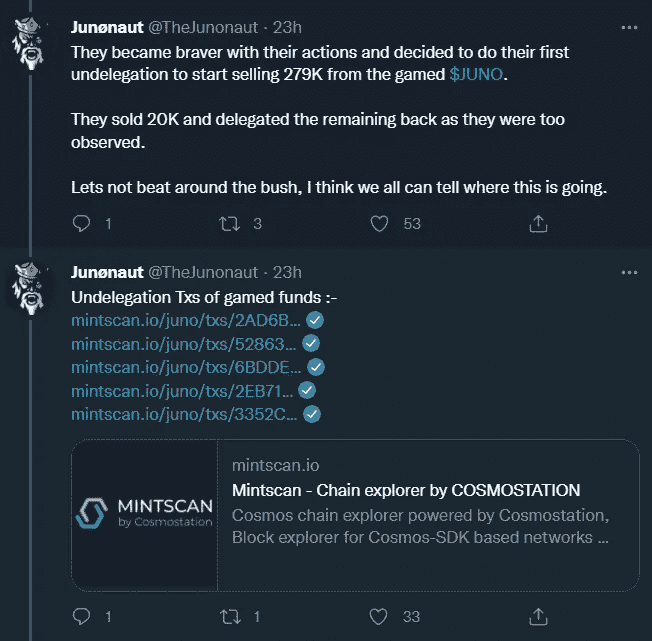 Junønaut @TheJunonaut · 23h
They became braver with their actions and decided to do their first
undelegation to start selling 279K from the gamed $JUNO.
They sold 20K and delegated the remaining back as they were too
observed.
Lets not beat around the bush, I think we all can tell where this is going.
1 3 53
Junønaut @TheJunonaut · 23h
Undelegation Txs of gamed funds :-
mintscan.io/juno/txs/2AD6B...
mintscan.io/juno/txs/52863...
mintscan.io/juno/txs/6BDDE...
mintscan.io/juno/txs/2EB71...
mintscan.io/juno/txs/3352C...
MINTSCAN
by Cosmostation
mintscan.io
Mintscan - Chain explorer by COSMOSTATION
Cosmos chain explorer powered by Cosmostation,
Block explorer for Cosmos-SDK based networks ...
1 1 33